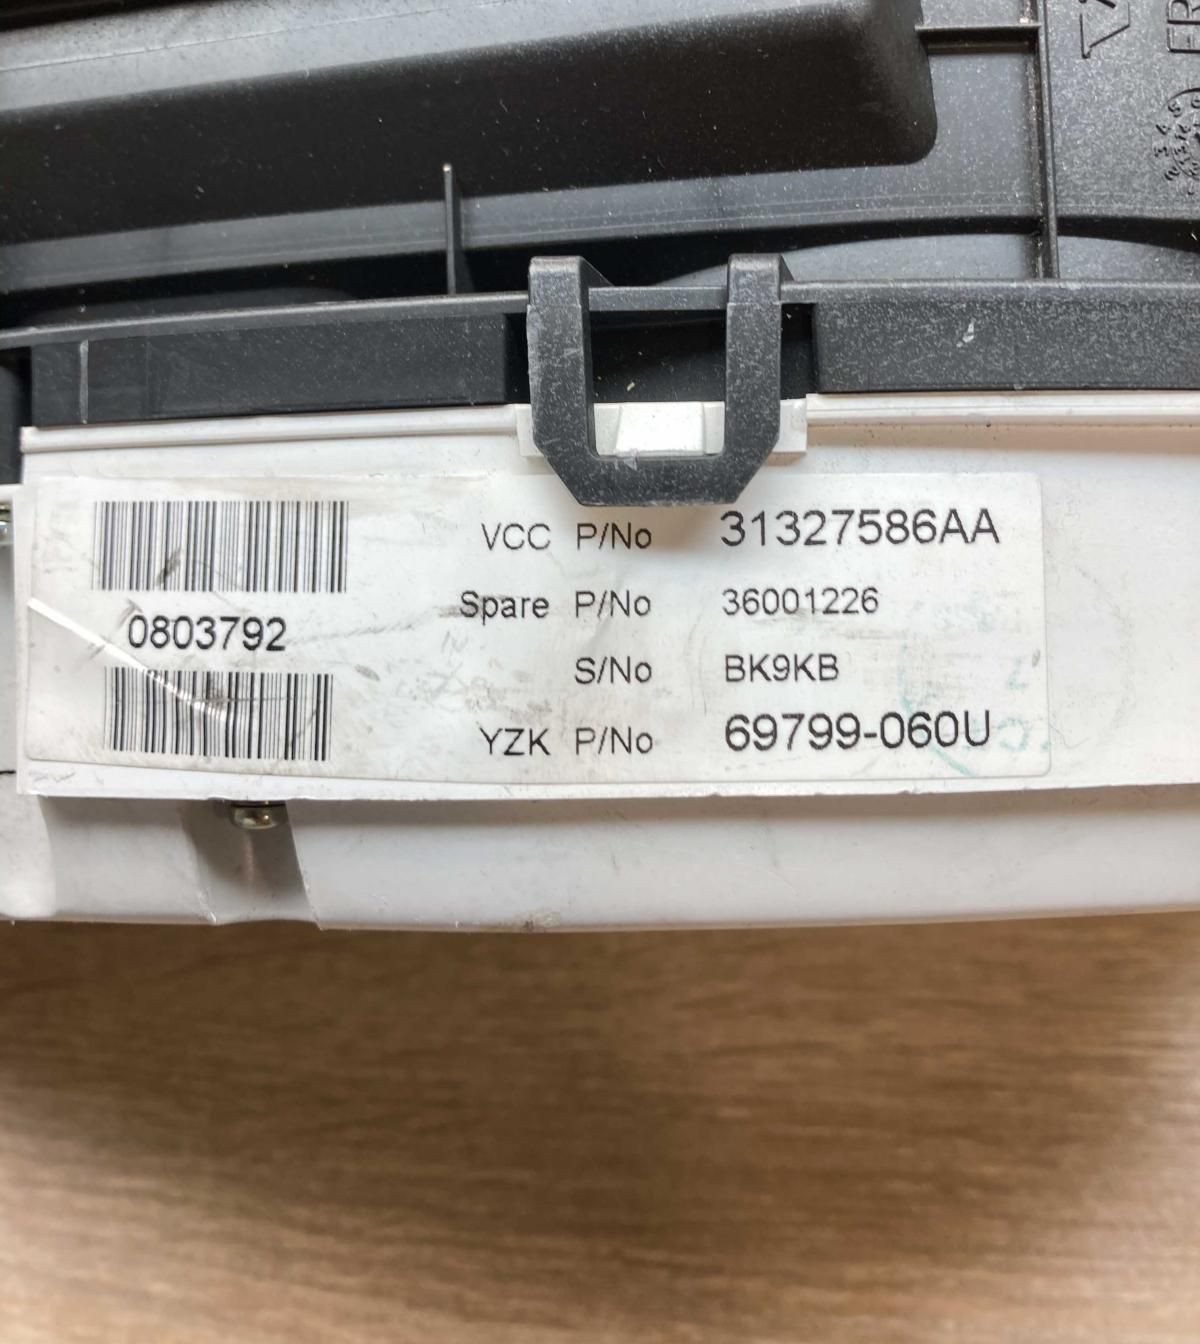 VCC P/No 31327586AA
0803792
Spare P/No 36001226
S/No BK9KB
YZK P/No 69799-060U